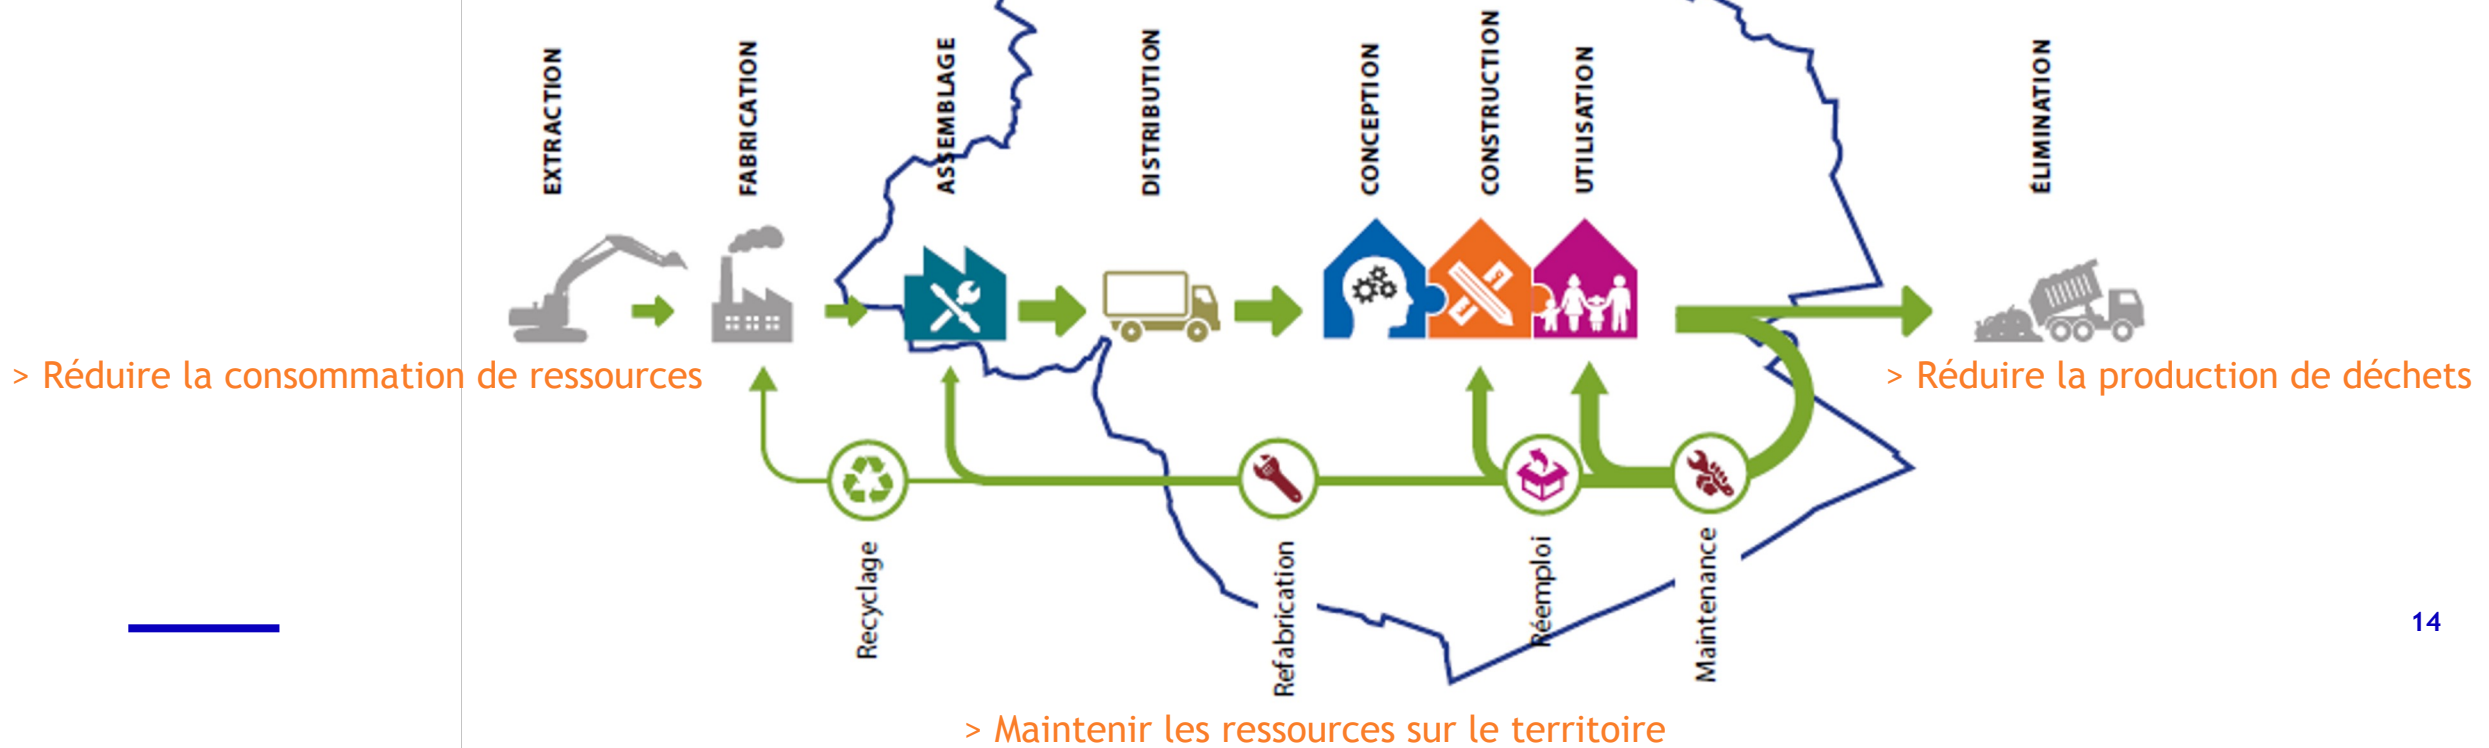 EXTRACTION
FABRICATION
ASSEMBLAGE
DISTRIBUTION
CONCEPTION
CONSTRUCTION
UTILISATION
ÉLIMINATION
> Réduire la consommation de ressources
> Réduire la production de déchets
Recyclage
Refabrication
Réemploi
Maintenance
14
> Maintenir les ressources sur le territoire